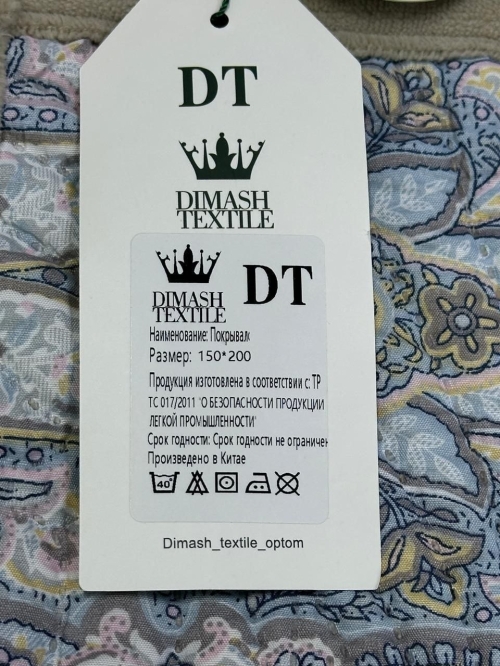 DT
DIMASH
TEXTILE
DT
DIMASH
TEXTILE
Наименование: Покрывало
Размер: 150*200
Продукция изготовлена в соответствии с: ТР
ТС 017/2011 "О БЕЗОПАСНОСТИ ПРОДУКЦИИ
ЛЕГКОЙ ПРОМЫШЛЕННОСТИ"
Срок годности: Срок годности не ограничен
Произведено в Китае
40°
Dimash_textile_optom